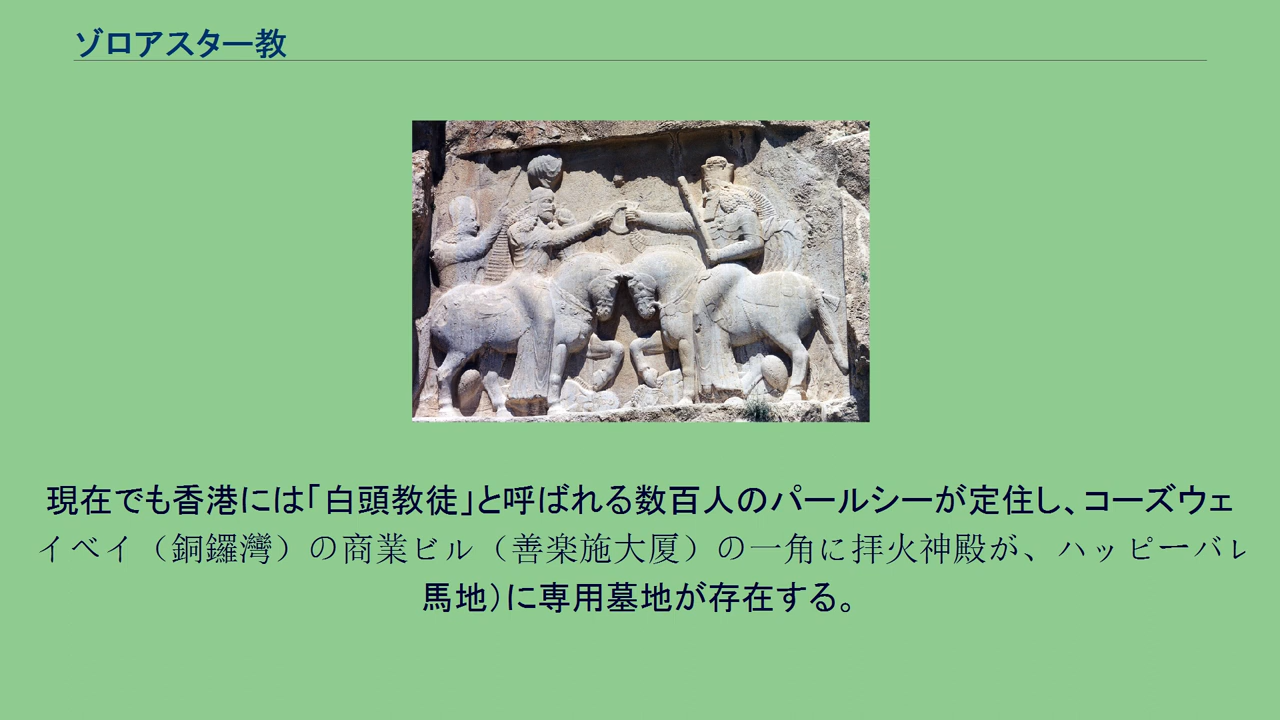 ゾロアスター教
現在でも香港には「白頭教徒」と呼ばれる数百人のパールシーが定住し、コーズウェ
イベイ（銅鑼灣）の商業ビル（善楽施大厦）の一角に拝火神殿が、ハッピーバレ
馬地）に専用墓地が存在する。